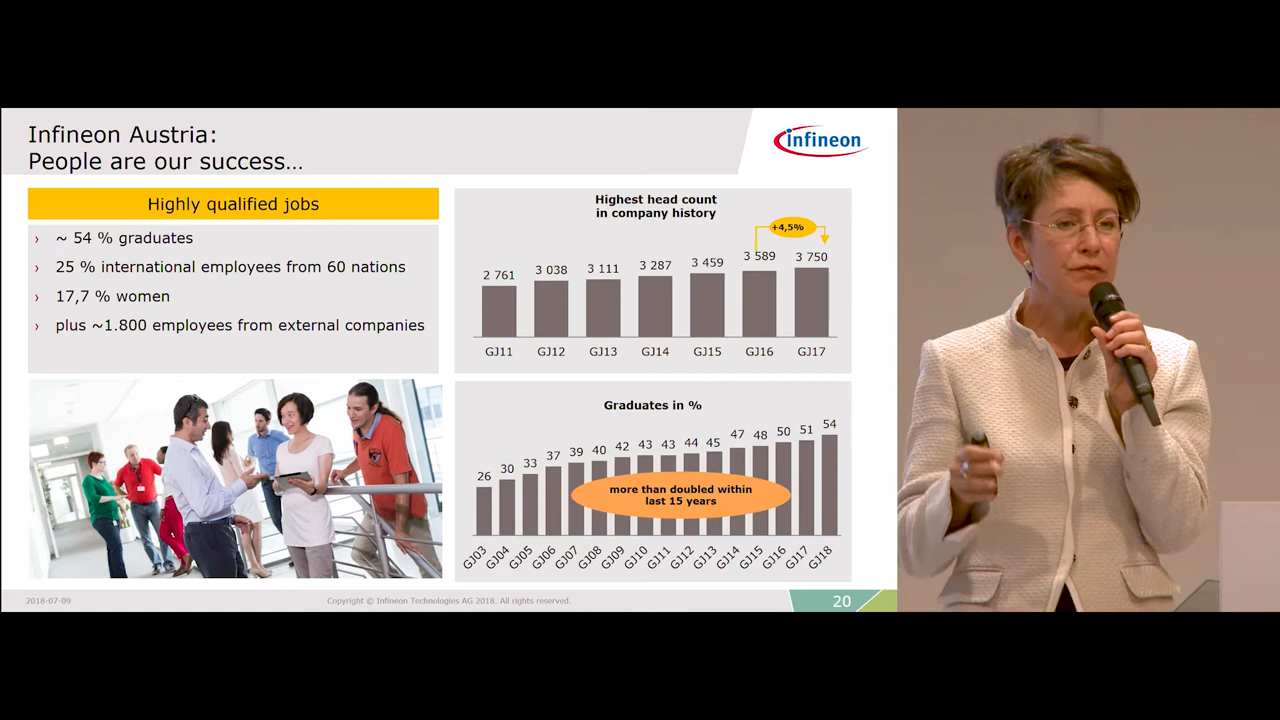 Infineon Austria:
People are our success…
infineon
Highly qualified jobs
› ~ 54 % graduates
› 25 % international employees from 60 nations
› 17,7 % women
› plus ~1.800 employees from external companies
Highest head count
in company history
+4,5%
2 761 3 038 3 111 3 287 3 459 3 589 3 750
GJ11 GJ12 GJ13 GJ14 GJ15 GJ16 GJ17
Graduates in %
26 30 33 37 39 40 42 43 43 44 45 47 48 50 51 54
more than doubled within
last 15 years
GJ03 GJ04 GJ05 GJ06 GJ07 GJ08 GJ09 GJ10 GJ11 GJ12 GJ13 GJ14 GJ15 GJ16 GJ17 GJ18
2018-07-09
Copyright © Infineon Technologies AG 2018. All rights reserved.
20